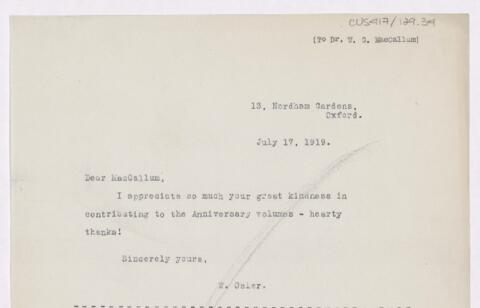 CUS417/129.34
(To Dr. W. G. MacCallum)
13, Nordham Gardens,
Oxford.
July 17, 1919.
Dear MacCallum,
I appreciate so much your great kindness in
contributing to the Anniversary volumes - hearty
thanks!
Sincerely yours,
W. Osler.